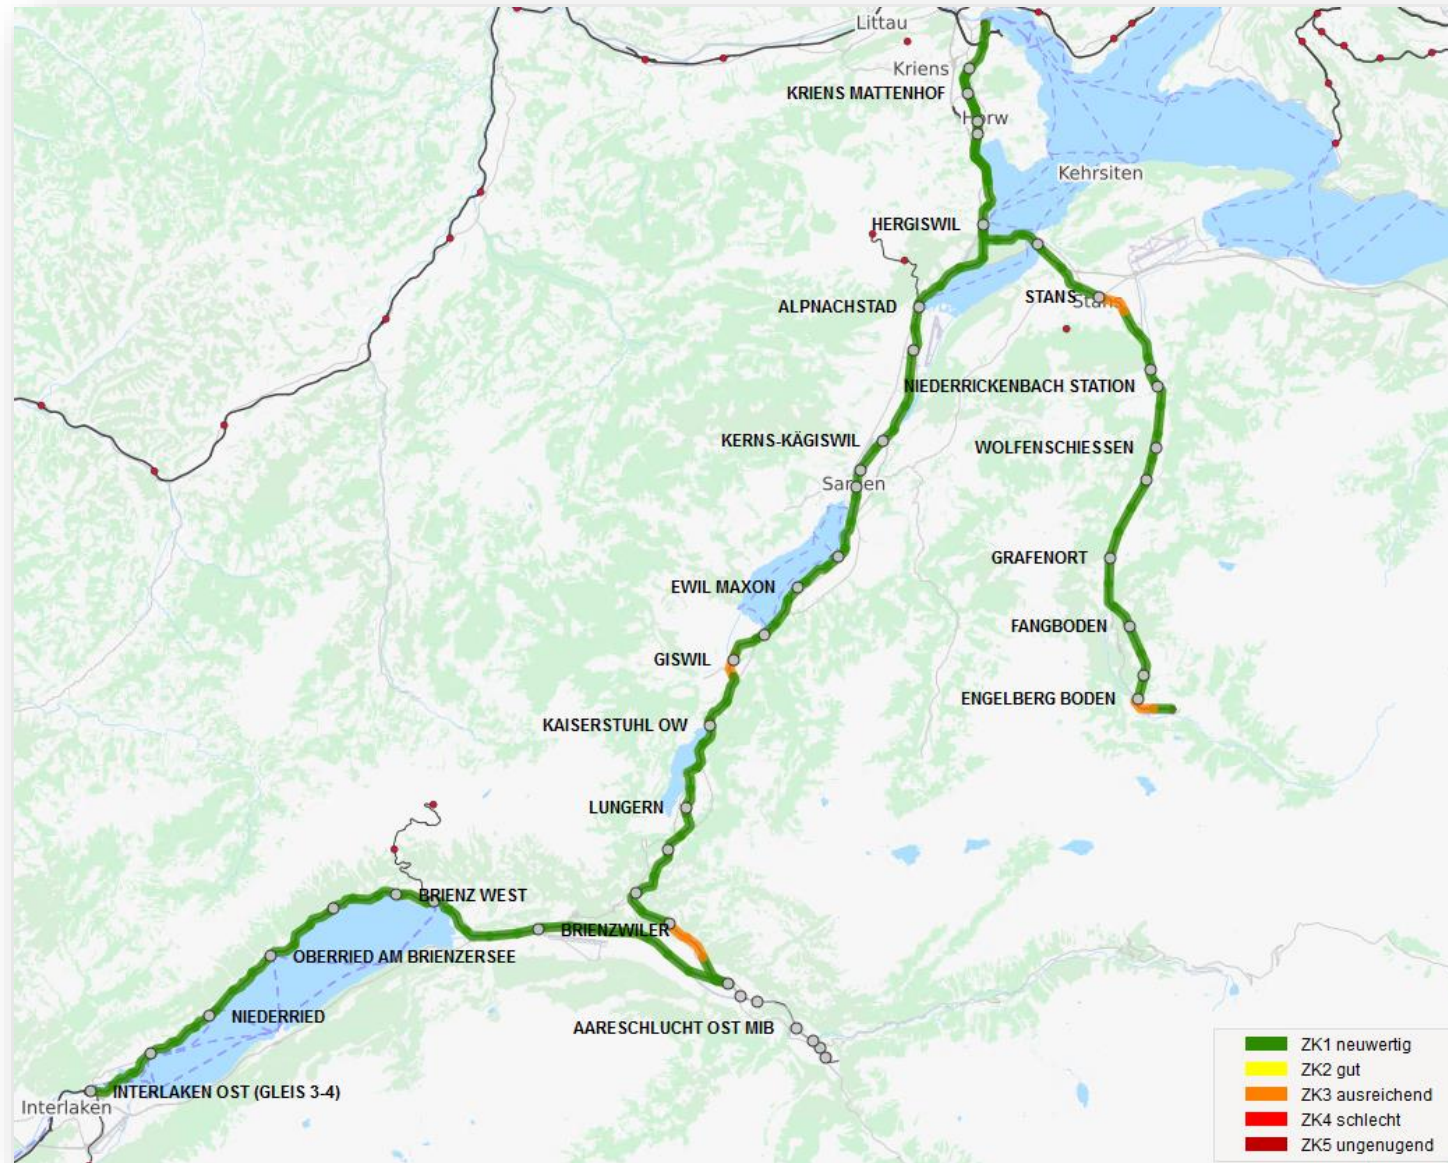 Littau
Kriens
KRIENS MATTENHOF
Horw
Kehrsiten
HERGISWIL
ALPNACHSTAD
STANS
Stans
NIEDERRICKENBACH STATION
KERNS-KÄGISWIL
WOLFENSCHIESSEN
Sarnen
GRAFENORT
EWIL MAXON
FANGBODEN
GISWIL
ENGELBERG BODEN
KAISERSTUHL OW
LUNGERN
BRIENZ WEST
BRIENZWILER
OBERRIED AM BRIENZERSEE
NIEDERRIED
AARESCHLUCHT OST MIB
INTERLAKEN OST (GLEIS 3-4)
Interlaken
ZK1 neuwertig
ZK2 gut
ZK3 ausreichend
ZK4 schlecht
ZK5 ungenugend